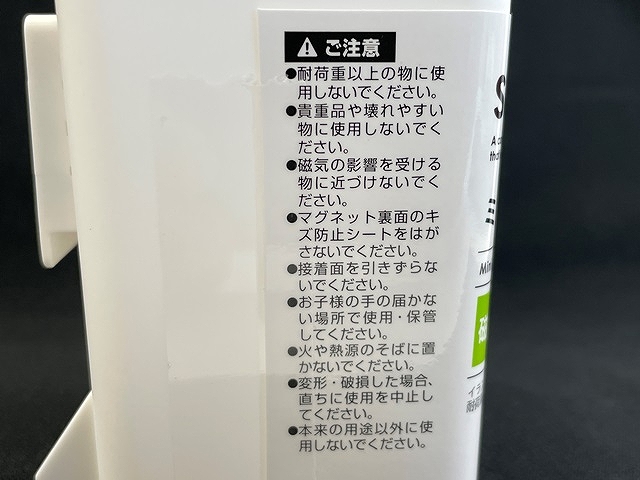 ご注意
●耐荷重以上の物に使
用しないでください。
●貴重品や壊れやすい
物に使用しないでくだ
さい。
●磁気の影響を受ける
物に近づけないでくだ
さい。
●マグネット裏面のキ
ズ防止シートをはが
さないでください。
●接着面を引きずらな
いでください。
●お子様の手の届かな
い場所で使用・保管
してください。
●火や熱源のそばに置
かないでください。
●変形・破損した場合、
直ちに使用を中止し
てください。
●本来の用途以外に使
用しないでください。
S
A
tha
ミ
Mini
イラ